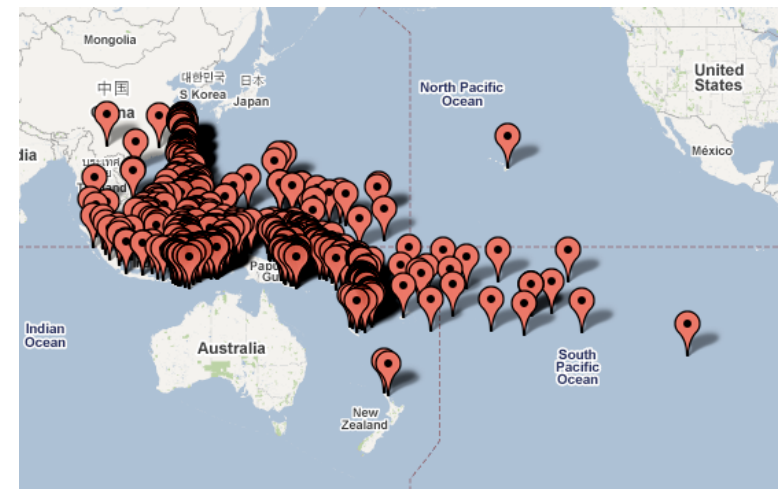 Mongolia
中国
대한민국
S Korea
日本
Japan
North Pacific
Ocean
United
States
México
Indian
Ocean
Australia
South
Pacific
Ocean
New
Zealand